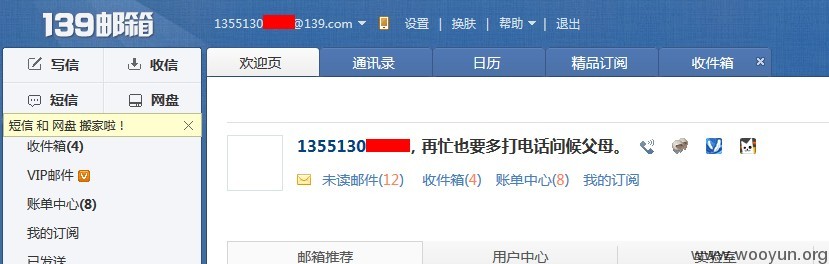 139邮箱
1355130 @139.com 设置 | 换肤 | 帮助 | 退出
写信 收信
短信 网盘
短信 和 网盘 搬家啦！
收件箱(4)
VIP邮件
账单中心(8)
我的订阅
已发送
欢迎页 通讯录 日历 精品订阅 收件箱 ×
1355130 , 再忙也要多打电话问候父母。
未读邮件(12) 收件箱(4) 账单中心(8) 我的订阅
邮箱推荐 用户中心 实验室
www.wooyun.org